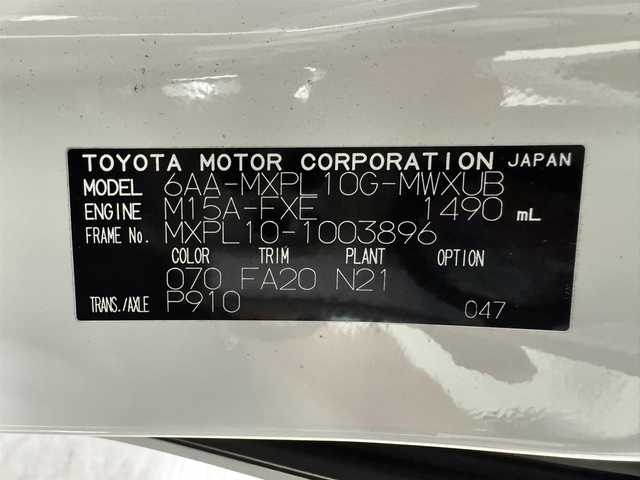 TOYOTA MOTOR CORPORATION JAPAN
MODEL 6AA-MXPL10G-MWXUB
ENGINE M15A-FXE 1490 mL
FRAME No. MXPL10-1003896
COLOR TRIM PLANT OPTION
070 FA20 N21
TRANS./AXLE P910 047